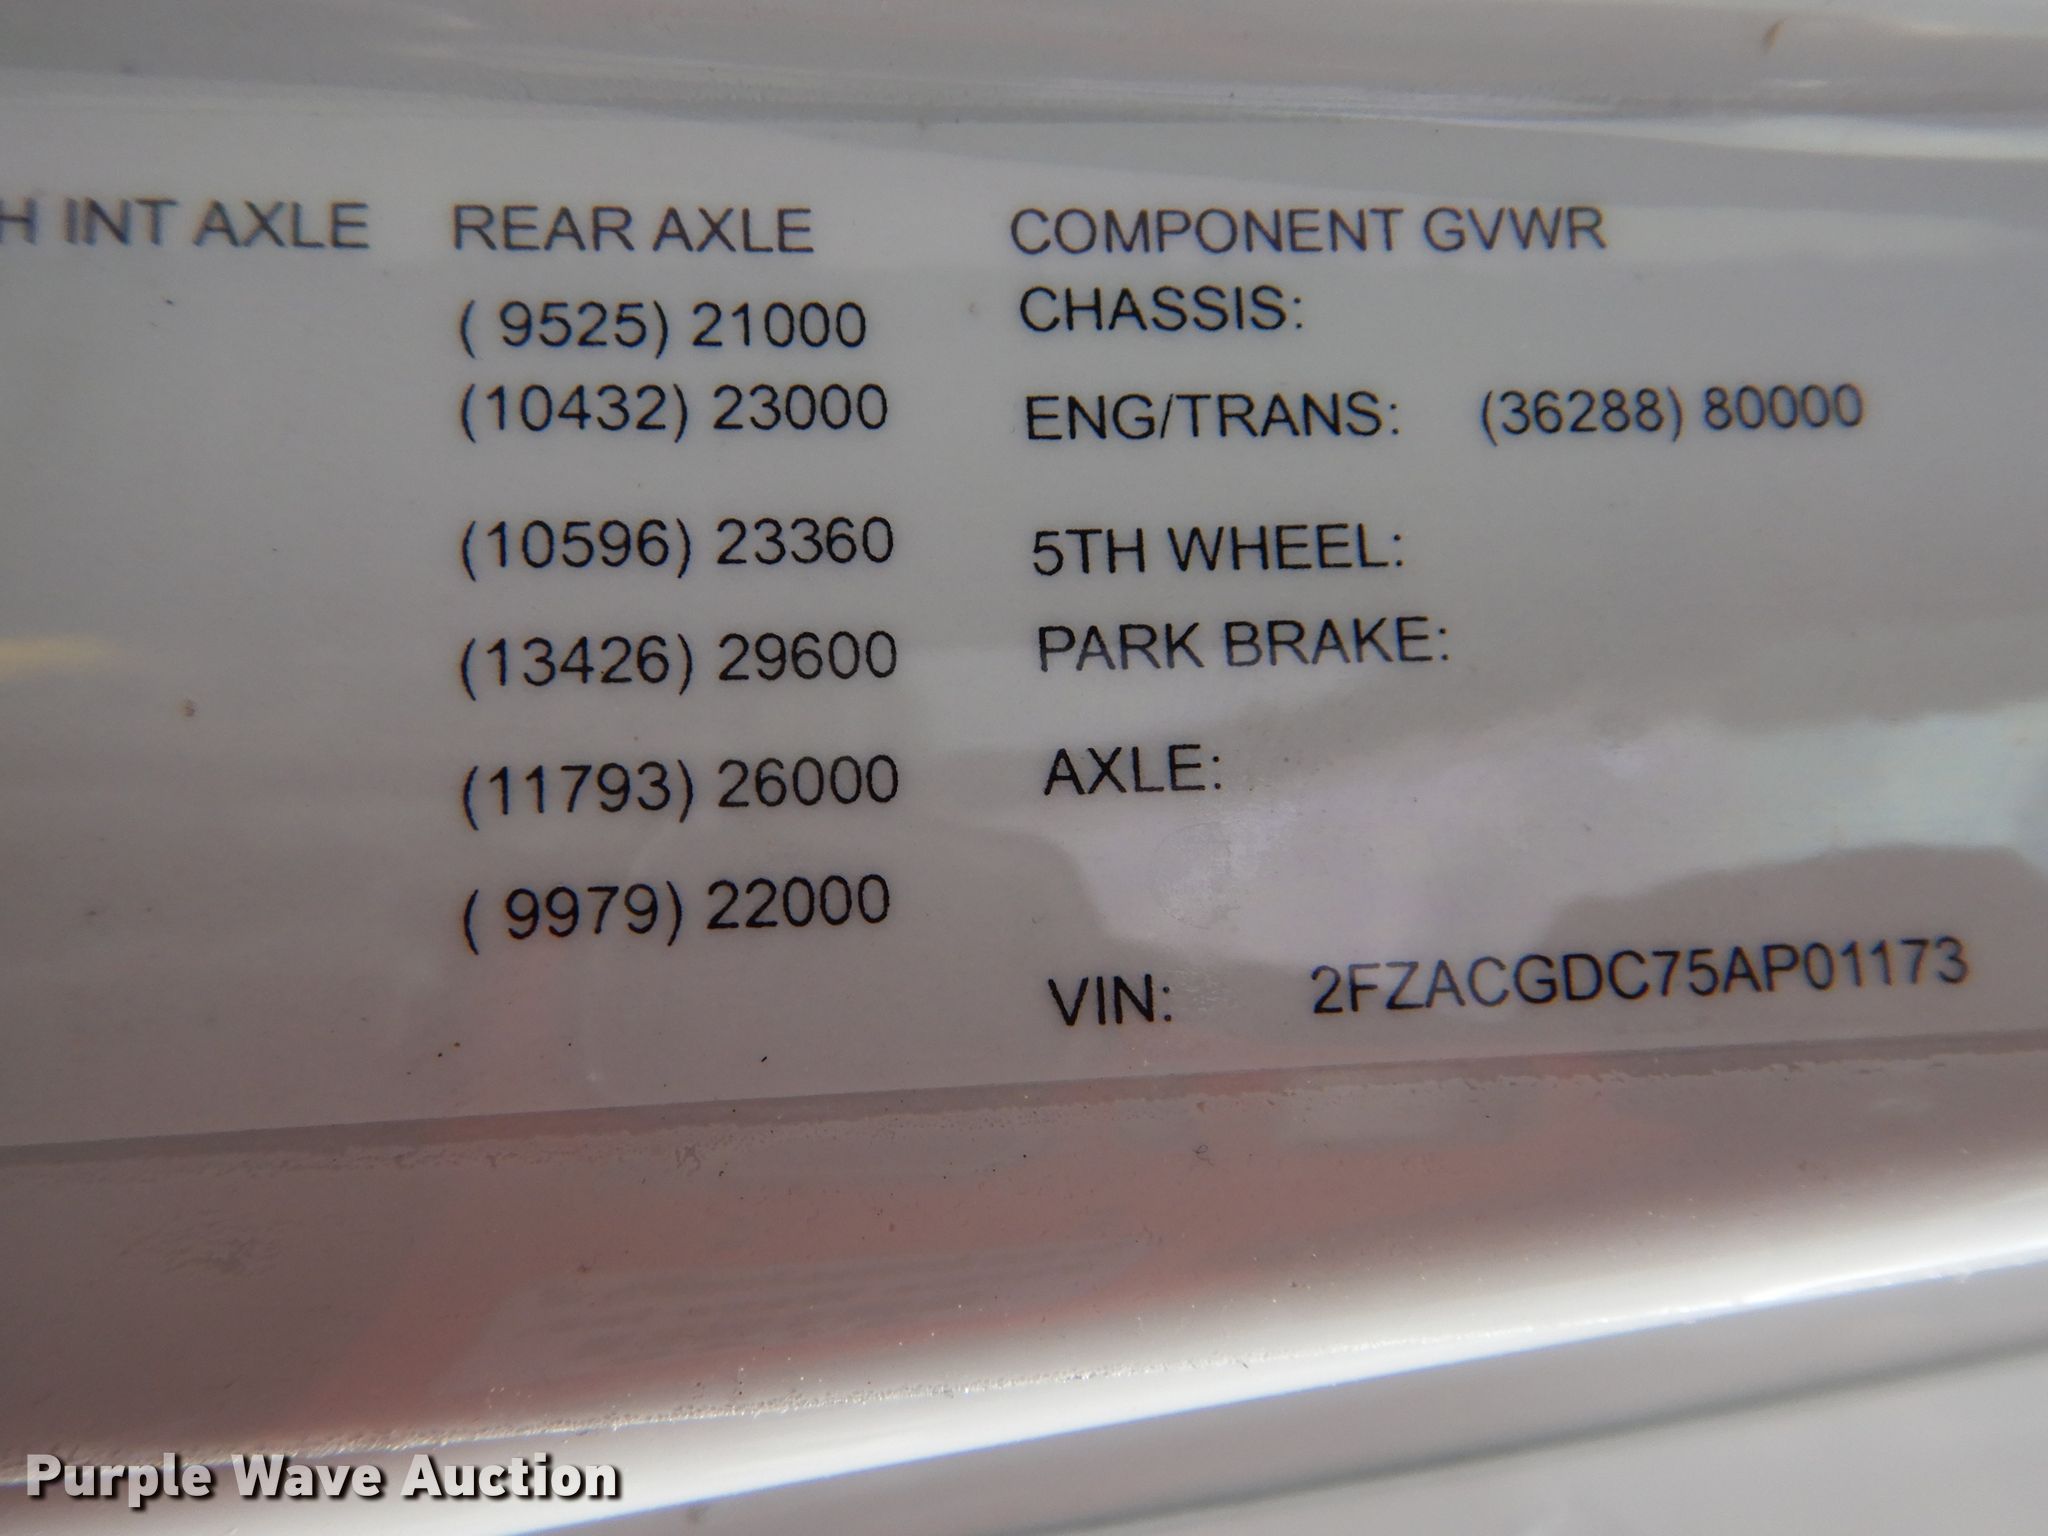 H INT AXLE REAR AXLE COMPONENT GVWR
( 9525) 21000 CHASSIS:
(10432) 23000 ENG/TRANS: (36288) 80000
(10596) 23360 5TH WHEEL:
(13426) 29600 PARK BRAKE:
(11793) 26000 AXLE:
( 9979) 22000
VIN: 2FZACGDC75AP01173
Purple Wave Auction